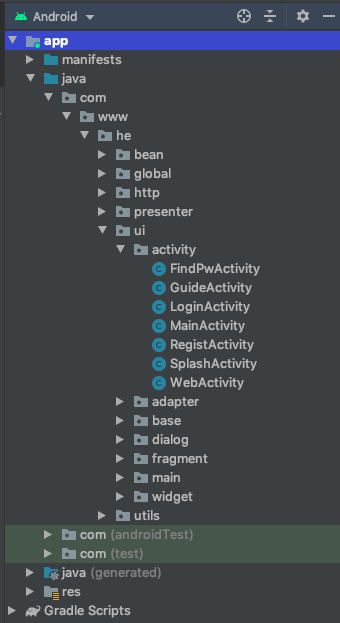 Android
app
manifests
java
com
www
he
bean
global
http
presenter
ui
activity
FindPwActivity
GuideActivity
LoginActivity
MainActivity
RegistActivity
SplashActivity
WebActivity
adapter
base
dialog
fragment
main
widget
utils
com (androidTest)
com (test)
java (generated)
res
Gradle Scripts